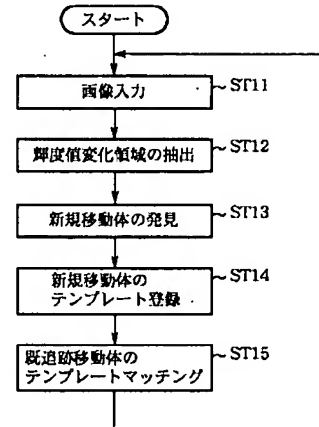 スタート
画像入力
ST11
輝度値変化領域の抽出
ST12
新規移動体の発見
ST13
新規移動体の
テンプレート登録
ST14
既追跡移動体の
テンプレートマッチング
ST15